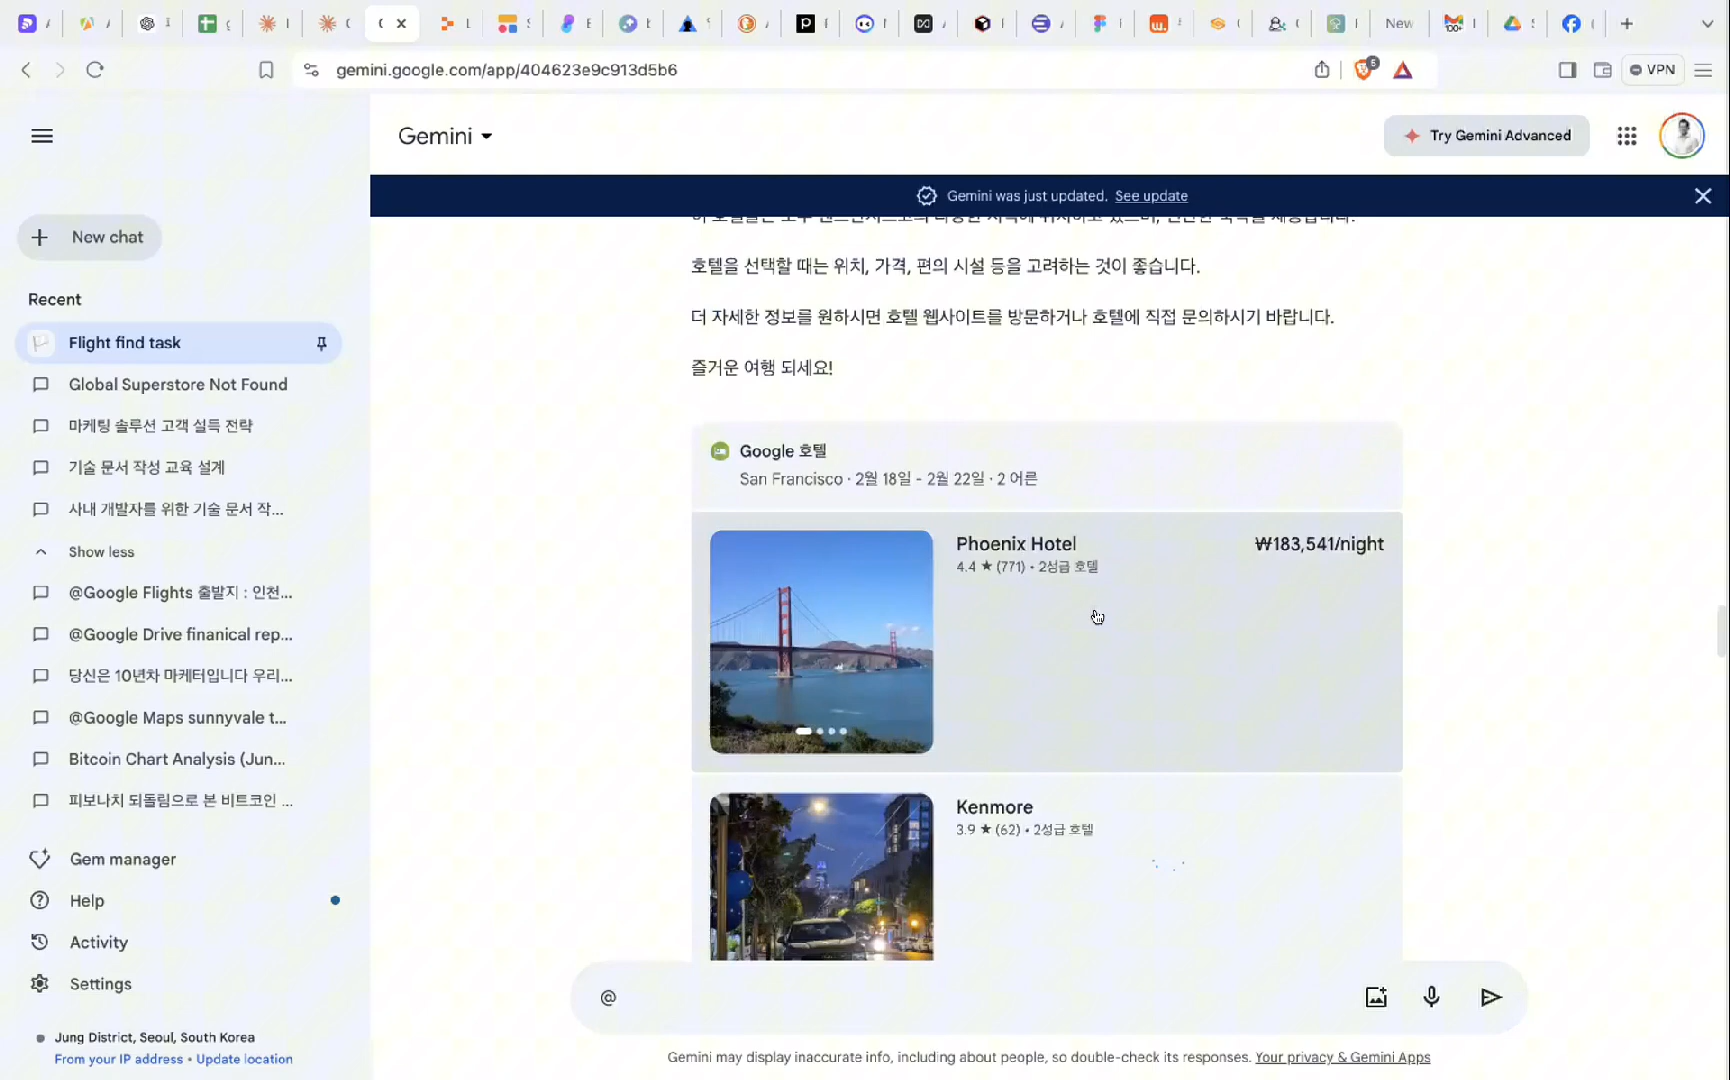 New
100+
gemini.google.com/app/404623e9c913d5b6
5
VPN
Gemini
Try Gemini Advanced
Gemini was just updated. See update
New chat
Recent
Flight find task
Global Superstore Not Found
마케팅 솔루션 고객 설득 전략
기술 문서 작성 교육 설계
사내 개발자를 위한 기술 문서 작...
Show less
@Google Flights 출발지 : 인천...
@Google Drive finanical rep...
당신은 10년차 마케터입니다 우리...
@Google Maps sunnyvale t...
Bitcoin Chart Analysis (Jun...
피보나치 되돌림으로 본 비트코인 ...
Gem manager
Help
Activity
Settings
Jung District, Seoul, South Korea
From your IP address • Update location
호텔을 선택할 때는 위치, 가격, 편의 시설 등을 고려하는 것이 좋습니다.
더 자세한 정보를 원하시면 호텔 웹사이트를 방문하거나 호텔에 직접 문의하시기 바랍니다.
즐거운 여행 되세요!
Google 호텔
San Francisco · 2월 18일 - 2월 22일 · 2 어른
Phoenix Hotel
₩183,541/night
4.4 ★ (771) • 2성급 호텔
Kenmore
3.9 ★ (62) • 2성급 호텔
@
Gemini may display inaccurate info, including about people, so double-check its responses. Your privacy & Gemini Apps